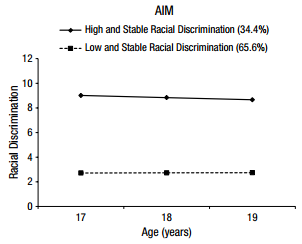 AIM
High and Stable Racial Discrimination (34.4%)
Low and Stable Racial Discrimination (65.6%)
12
10
8
6
4
2
0
Racial Discrimination
17 18 19
Age (years)